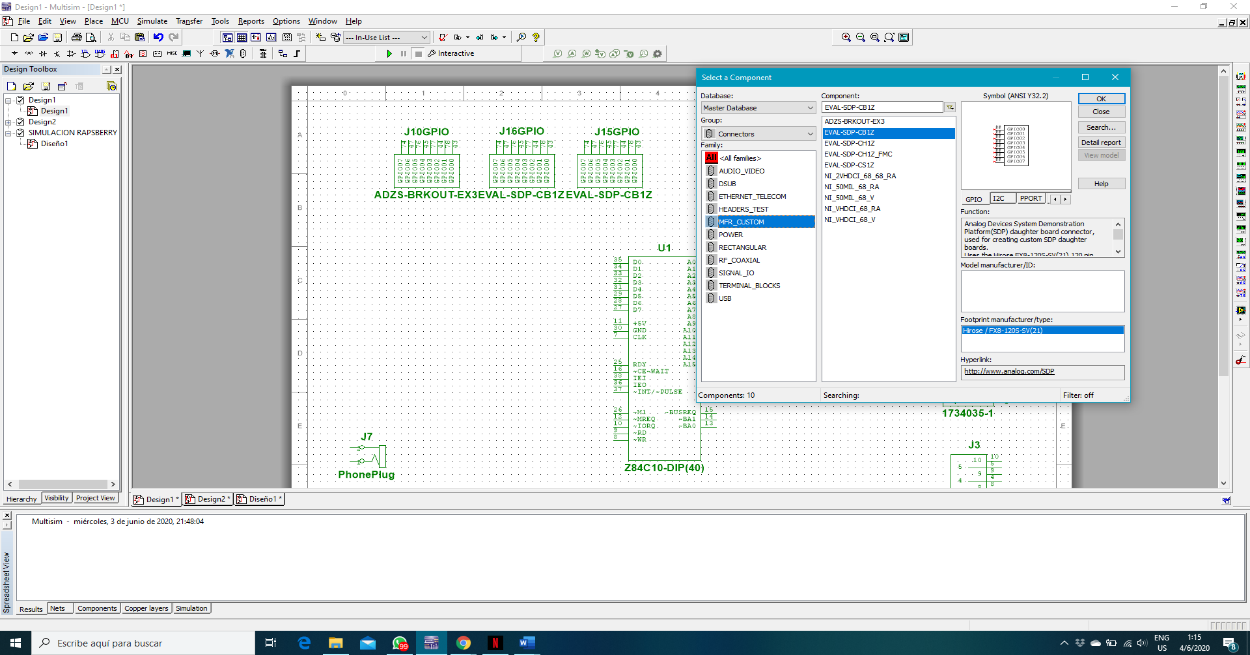 Design1 - Multisim - [Design1 *]
File Edit View Place MCU Simulate Transfer Tools Reports Options Window Help
--- In-Use List ---
Interactive
Design Toolbox
Design1
Design1
Design2
SIMULACION RAPSBERRY
Diseño1
Hierarchy Visibility Project View
0 1 2 3 4
A
B
C
D
E
J10GPIO J16GPIO J15GPIO
ADZS-BRKOUT-EX3 EVAL-SDP-CB1Z EVAL-SDP-CB1Z
U1
D0
D1
D2
D3
D4
D5
D6
D7
+5V
GND
CLK
RDY
~CE-WAIT
IEI
IEO
~INT/~PULSE
~M1 ~BUSREQ
~MREQ ~BAI
~IORQ ~BAO
~RD
~WR
Z84C10-DIP(40)
J7
PhonePlug
1734035-1
J3
Select a Component
Database:
Master Database
Group:
Connectors
Family:
All <All families>
AUDIO_VIDEO
DSUB
ETHERNET_TELECOM
HEADERS_TEST
MFR_CUSTOM
POWER
RECTANGULAR
RF_COAXIAL
SIGNAL_IO
TERMINAL_BLOCKS
USB
Component:
EVAL-SDP-CB1Z
ADZS-BRKOUT-EX3
EVAL-SDP-CB1Z
EVAL-SDP-CH1Z
EVAL-SDP-CH1Z_FMC
EVAL-SDP-CS1Z
NI_2VHDCI_68_68_RA
NI_50MIL_68_RA
NI_50MIL_68_V
NI_VHDCI_68_RA
NI_VHDCI_68_V
Symbol (ANSI Y32.2)
GPIO I2C PPORT
Function:
Analog Devices System Demonstration
Platform(SDP) daughter board connector,
used for creating custom SDP daughter
boards.
Uses the Hirose FX8-120S-SV(21) 120 pin
Model manufacturer/ID:
Footprint manufacturer/type:
Hirose / FX8-120S-SV(21)
Hyperlink:
http://www.analog.com/SDP
OK
Close
Search...
Detail report
View model
Help
Components: 10 Searching: Filter: off
Design1 * Design2 * Diseño1 *
Multisim - miércoles, 3 de junio de 2020, 21:48:04
Spreadsheet View
Results Nets Components Copper layers Simulation
Escribe aquí para buscar
ENG
US
1:15
4/6/2020